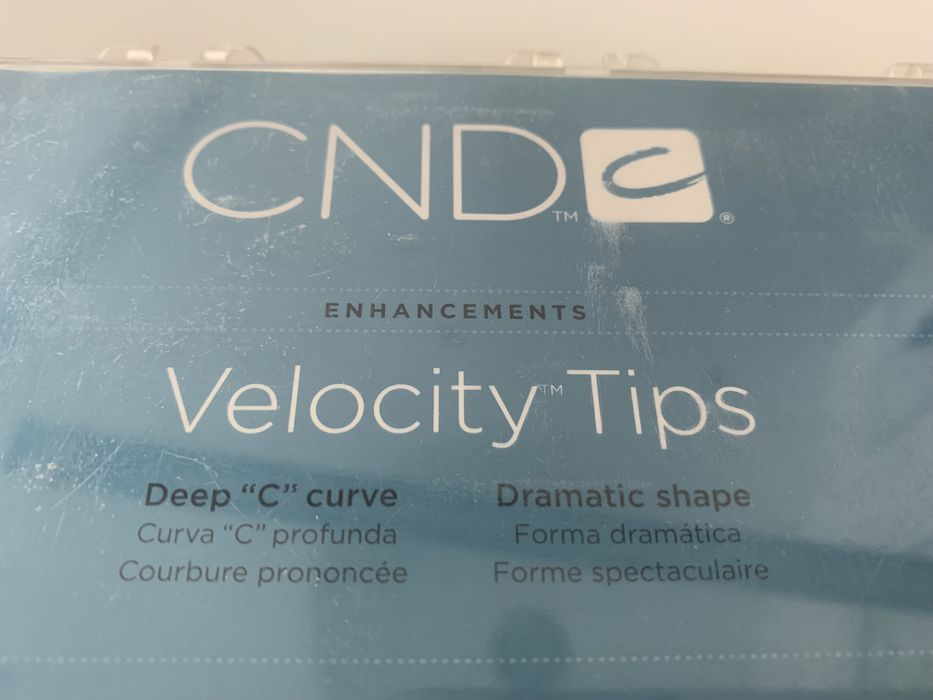 CND™ C®
ENHANCEMENTS
Velocity™ Tips
Deep “C” curve
Curva “C” profunda
Courbure prononcée
Dramatic shape
Forma dramática
Forme spectaculaire